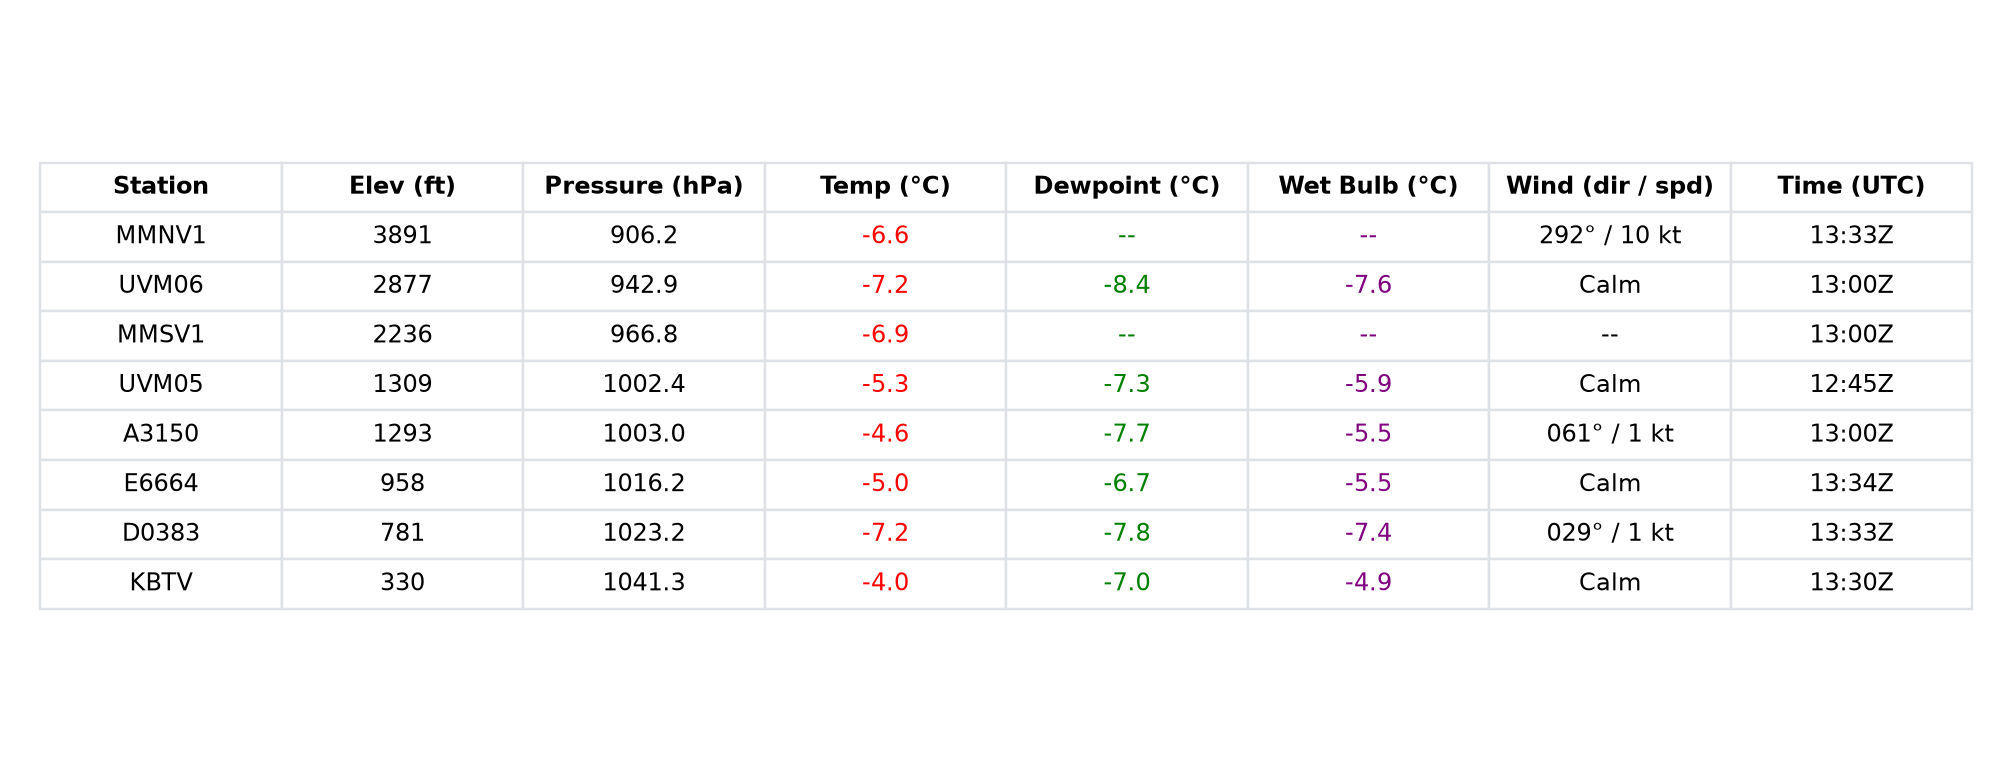 Station Elev (ft) Pressure (hPa) Temp (°C) Dewpoint (°C) Wet Bulb (°C) Wind (dir / spd) Time (UTC)
MMNV1 3891 906.2 -6.6 -- -- 292° / 10 kt 13:33Z
UVM06 2877 942.9 -7.2 -8.4 -7.6 Calm 13:00Z
MMSV1 2236 966.8 -6.9 -- -- -- 13:00Z
UVM05 1309 1002.4 -5.3 -7.3 -5.9 Calm 12:45Z
A3150 1293 1003.0 -4.6 -7.7 -5.5 061° / 1 kt 13:00Z
E6664 958 1016.2 -5.0 -6.7 -5.5 Calm 13:34Z
D0383 781 1023.2 -7.2 -7.8 -7.4 029° / 1 kt 13:33Z
KBTV 330 1041.3 -4.0 -7.0 -4.9 Calm 13:30Z